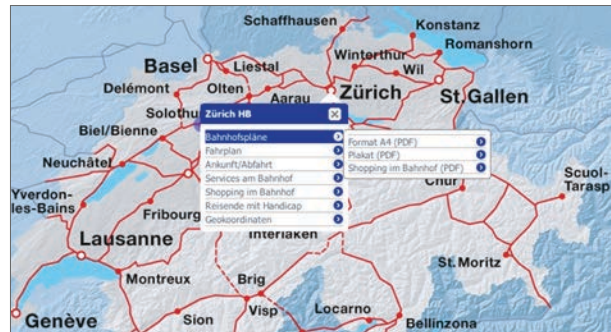 Schaffhausen
Konstanz
Romanshorn
Winterthur
Wil
Basel
Liestal
Delémont
Olten
Aarau
Zürich
St.Gallen
Solothu
Zürich HB
Biel/Bienne
Bahnhofspläne
Format A4 (PDF)
Fahrplan
Plakat (PDF)
Neuchâtel
Ankunft/Abfahrt
Shopping im Bahnhof (PDF)
Services am Bahnhof
Chur
Scuol-
Tarasp
Yverdon-
les-Bains
Shopping im Bahnhof
Reisende mit Handicap
Fribourg
Geokoordinaten
Interlaken
Lausanne
St.Moritz
Montreux
Brig
Visp
Sion
Locarno
Bellinzona
Genève